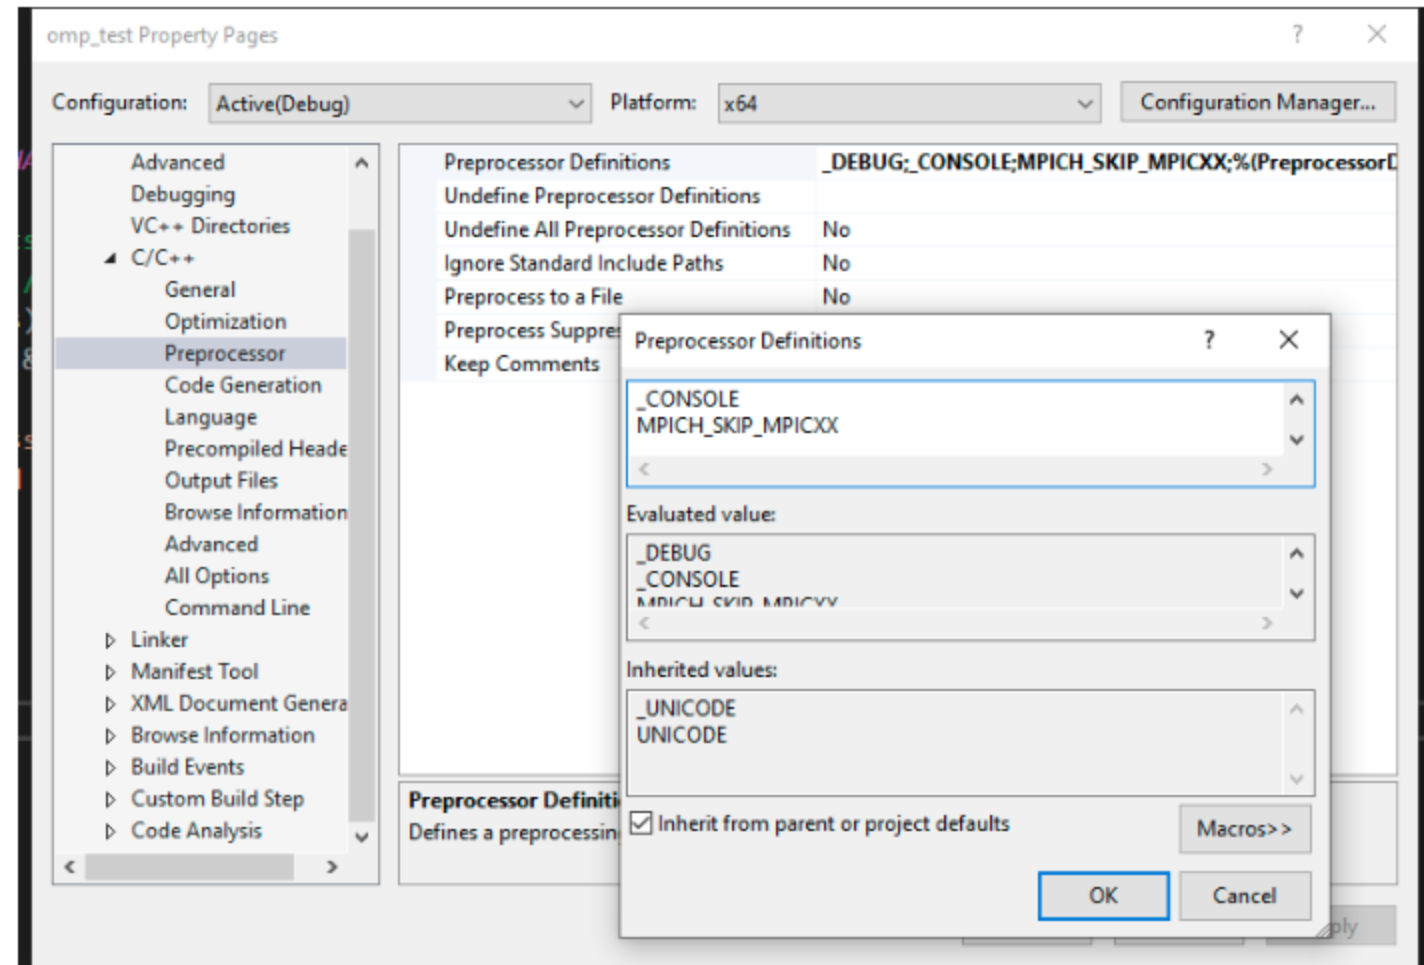 omp_test Property Pages
Configuration: Active(Debug) Platform: x64 Configuration Manager...
Advanced
Debugging
VC++ Directories
C/C++
General
Optimization
Preprocessor
Code Generation
Language
Precompiled Heade
Output Files
Browse Information
Advanced
All Options
Command Line
Linker
Manifest Tool
XML Document Genera
Browse Information
Build Events
Custom Build Step
Code Analysis
Preprocessor Definitions _DEBUG;_CONSOLE;MPICH_SKIP_MPICXX;%(PreprocessorD
Undefine Preprocessor Definitions
Undefine All Preprocessor Definitions No
Ignore Standard Include Paths No
Preprocess to a File No
Preprocess Suppres
Keep Comments
Preprocessor Definiti
Defines a preprocessin
Preprocessor Definitions
_CONSOLE
MPICH_SKIP_MPICXX
Evaluated value:
_DEBUG
_CONSOLE
MPICH_SKIP_MPICXX
Inherited values:
_UNICODE
UNICODE
Inherit from parent or project defaults
Macros>>
OK Cancel
ply